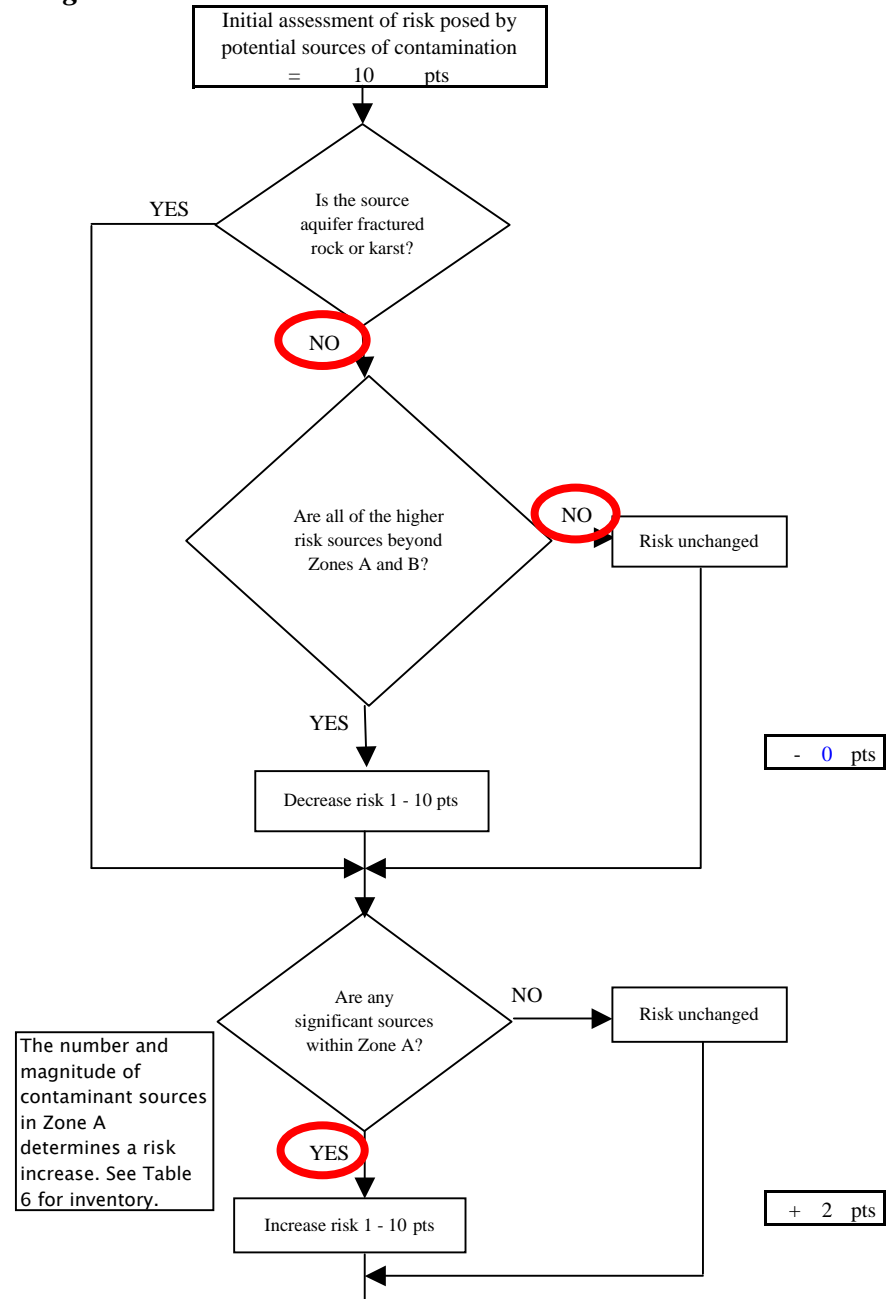 Initial assessment of risk posed by
potential sources of contamination
= 10 pts
YES
Is the source
aquifer fractured
rock or karst?
NO
Are all of the higher
risk sources beyond
Zones A and B?
NO
Risk unchanged
YES
- 0 pts
Decrease risk 1 - 10 pts
Are any
significant sources
within Zone A?
NO
Risk unchanged
The number and
magnitude of
contaminant sources
in Zone A
determines a risk
increase. See Table
6 for inventory.
YES
+ 2 pts
Increase risk 1 - 10 pts